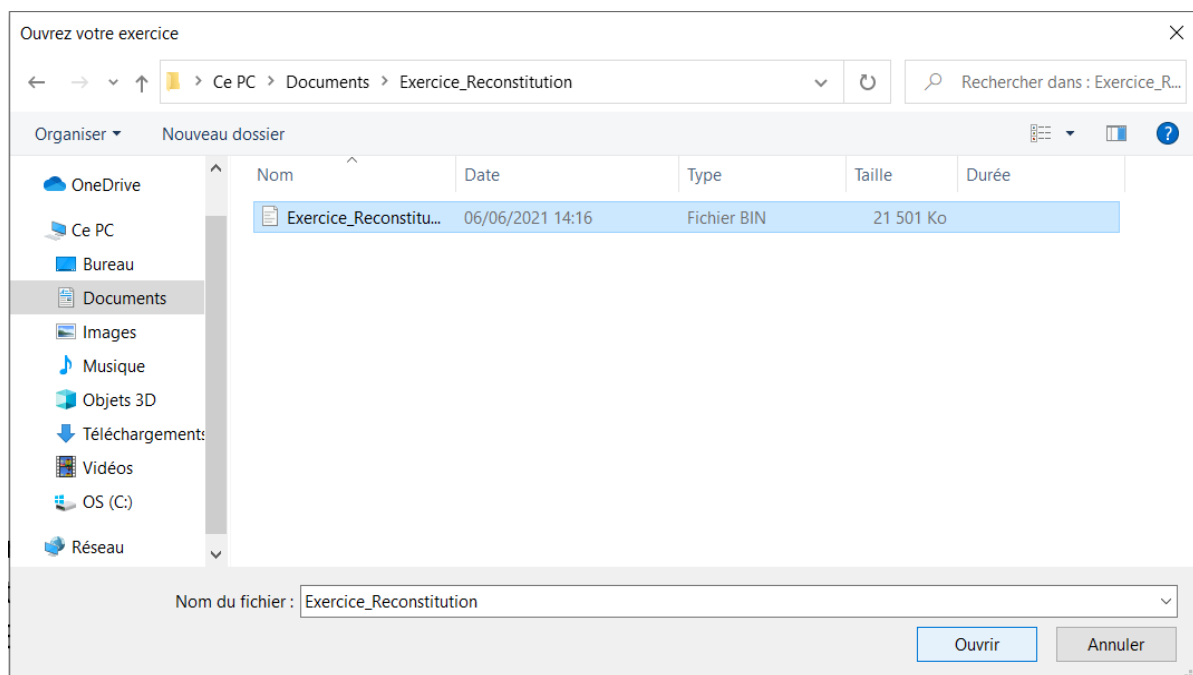 Ouvrez votre exercice
Ce PC > Documents > Exercice_Reconstitution
Rechercher dans : Exercice_R...
Organiser
Nouveau dossier
?
Nom
Date
Type
Taille
Durée
Exercice_Reconstitu...
06/06/2021 14:16
Fichier BIN
21 501 Ko
OneDrive
Ce PC
Bureau
Documents
Images
Musique
Objets 3D
Téléchargements
Vidéos
OS (C:)
Réseau
Nom du fichier :
Exercice_Reconstitution
Ouvrir
Annuler